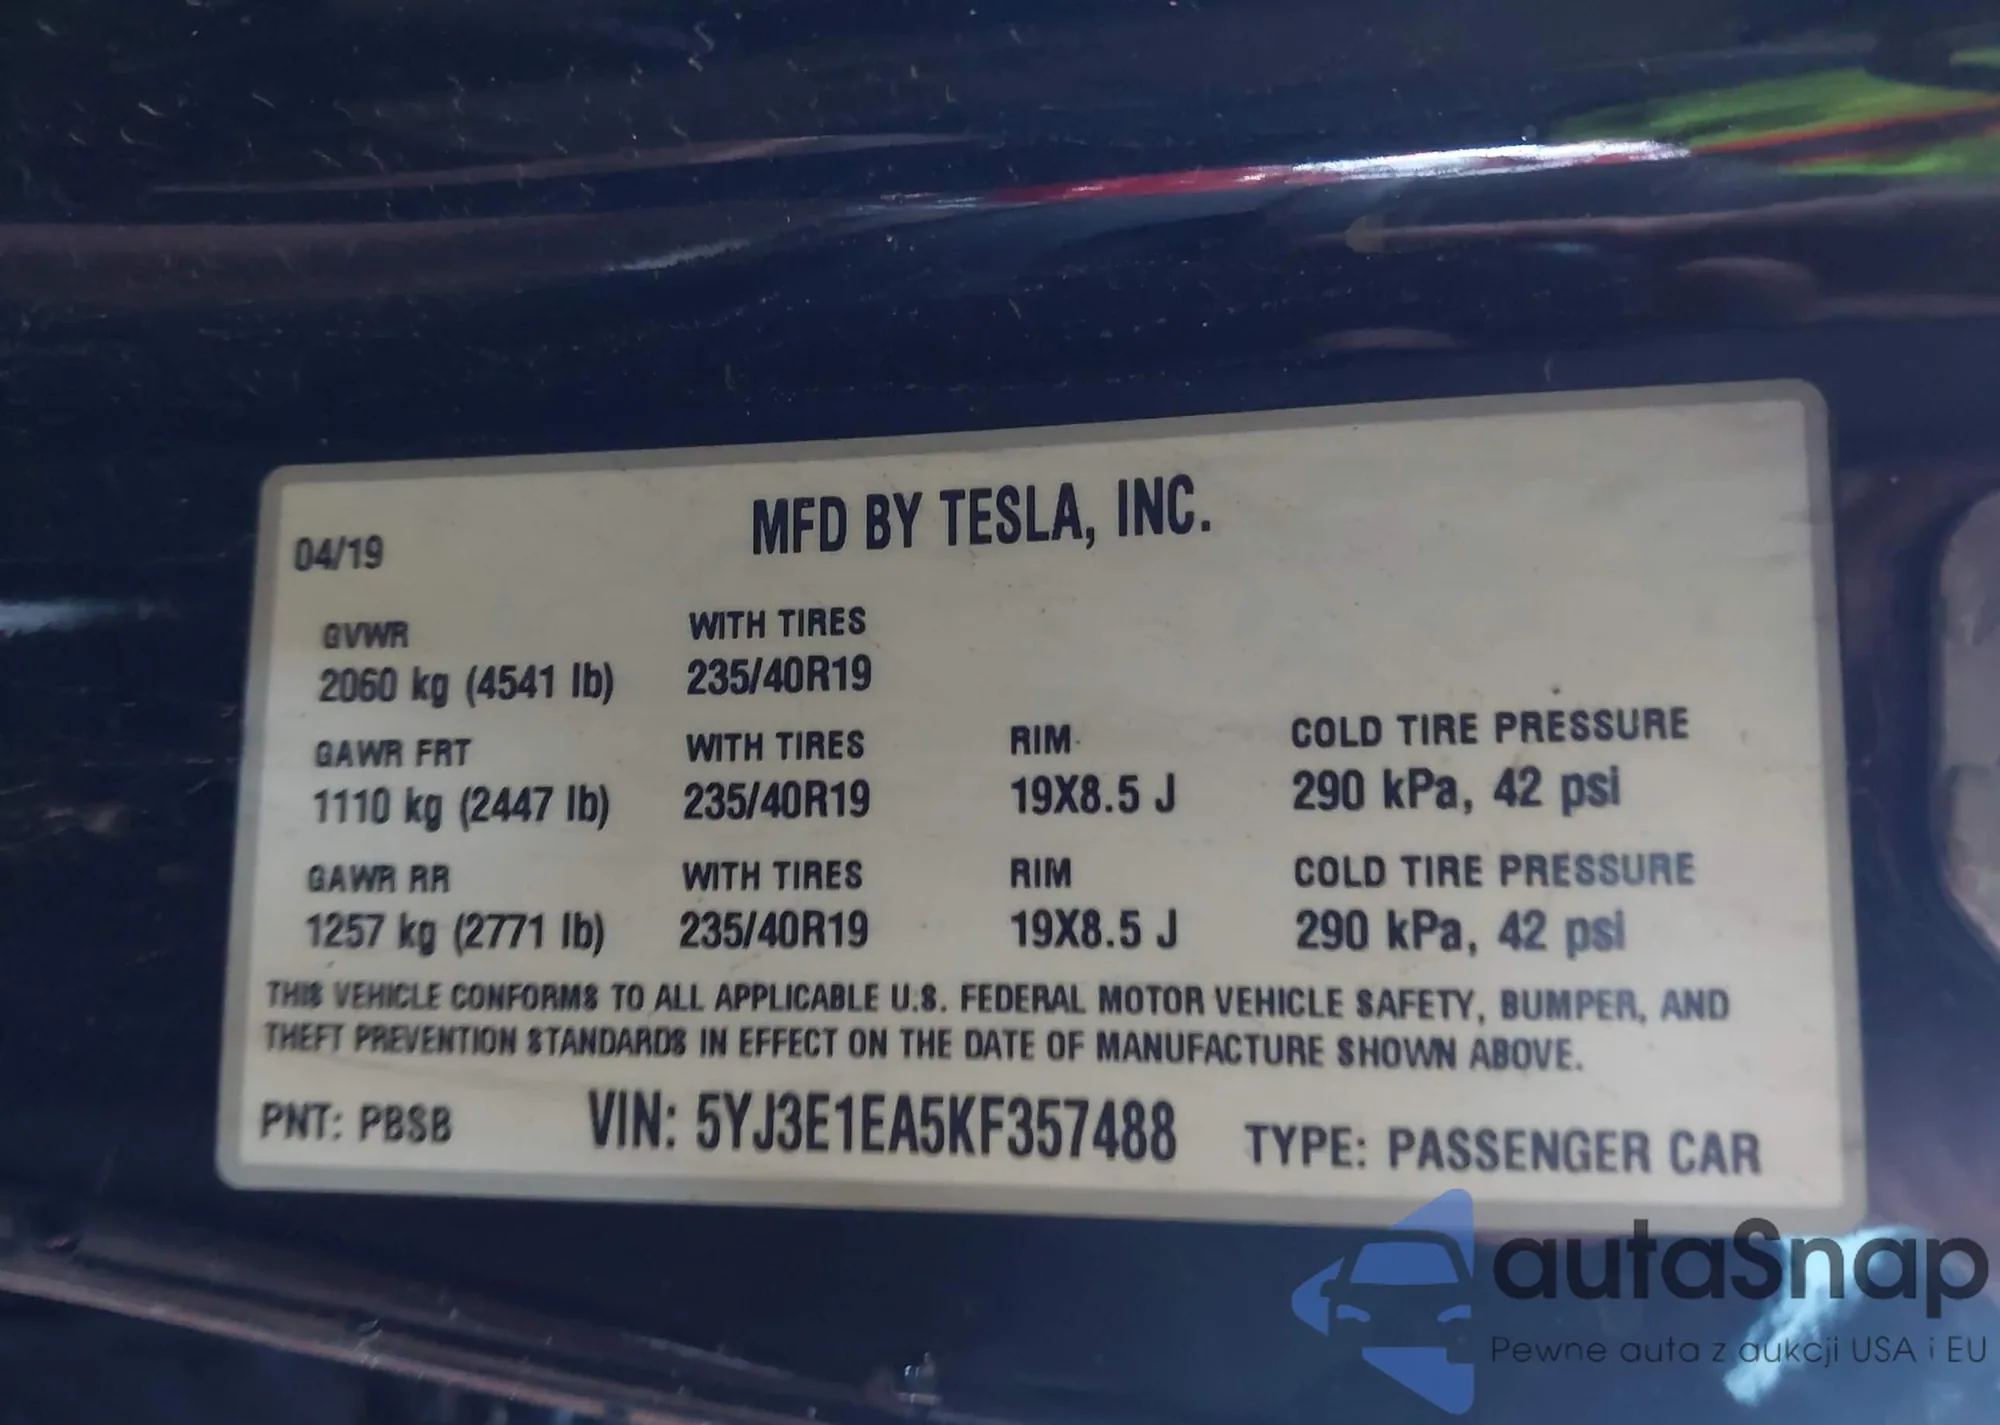 04/19
MFD BY TESLA, INC.
GVWR WITH TIRES
2060 kg (4541 lb) 235/40R19
GAWR FRT WITH TIRES RIM COLD TIRE PRESSURE
1110 kg (2447 lb) 235/40R19 19X8.5 J 290 kPa, 42 psi
GAWR RR WITH TIRES RIM COLD TIRE PRESSURE
1257 kg (2771 lb) 235/40R19 19X8.5 J 290 kPa, 42 psi
THIS VEHICLE CONFORMS TO ALL APPLICABLE U.S. FEDERAL MOTOR VEHICLE SAFETY, BUMPER, AND
THEFT PREVENTION STANDARDS IN EFFECT ON THE DATE OF MANUFACTURE SHOWN ABOVE.
PNT: PBSB VIN: 5YJ3E1EA5KF357488 TYPE: PASSENGER CAR
autaSnap
Pewne auta z aukcji USA i EU